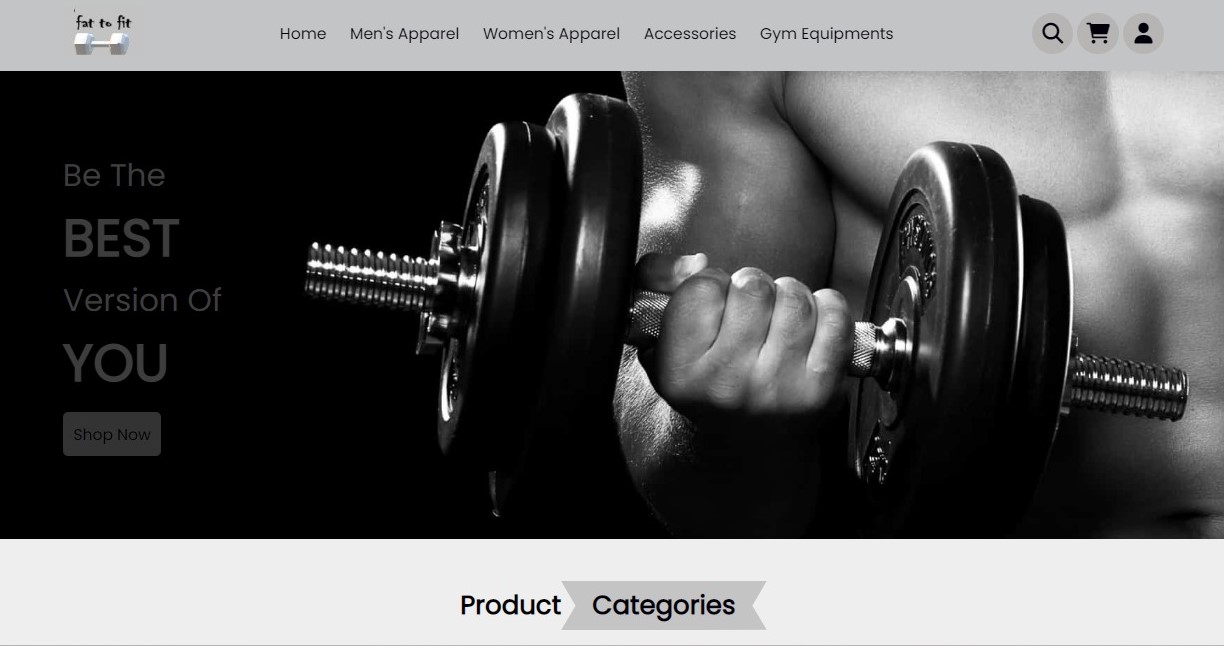 fat to fit
Home Men's Apparel Women's Apparel Accessories Gym Equipments
Be The
BEST
Version Of
YOU
Shop Now
Product Categories